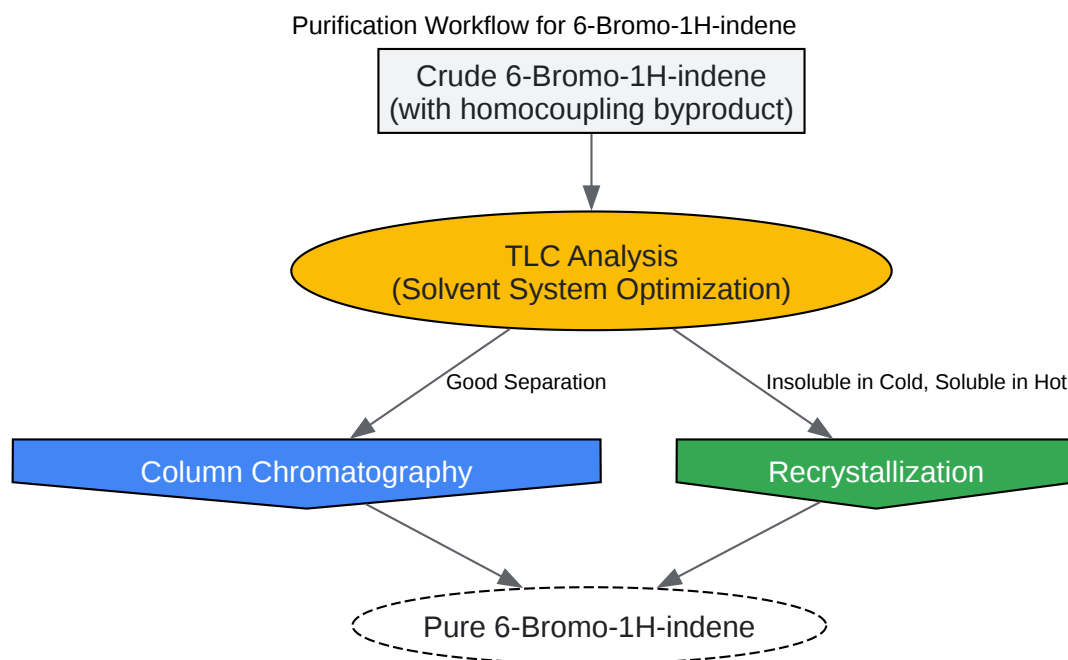 Purification Workflow for 6-Bromo-1H-indene
Crude 6-Bromo-1H-indene
(with homocoupling byproduct)
TLC Analysis
(Solvent System Optimization)
Good Separation
Insoluble in Cold, Soluble in Hot
Column Chromatography
Recrystallization
Pure 6-Bromo-1H-indene